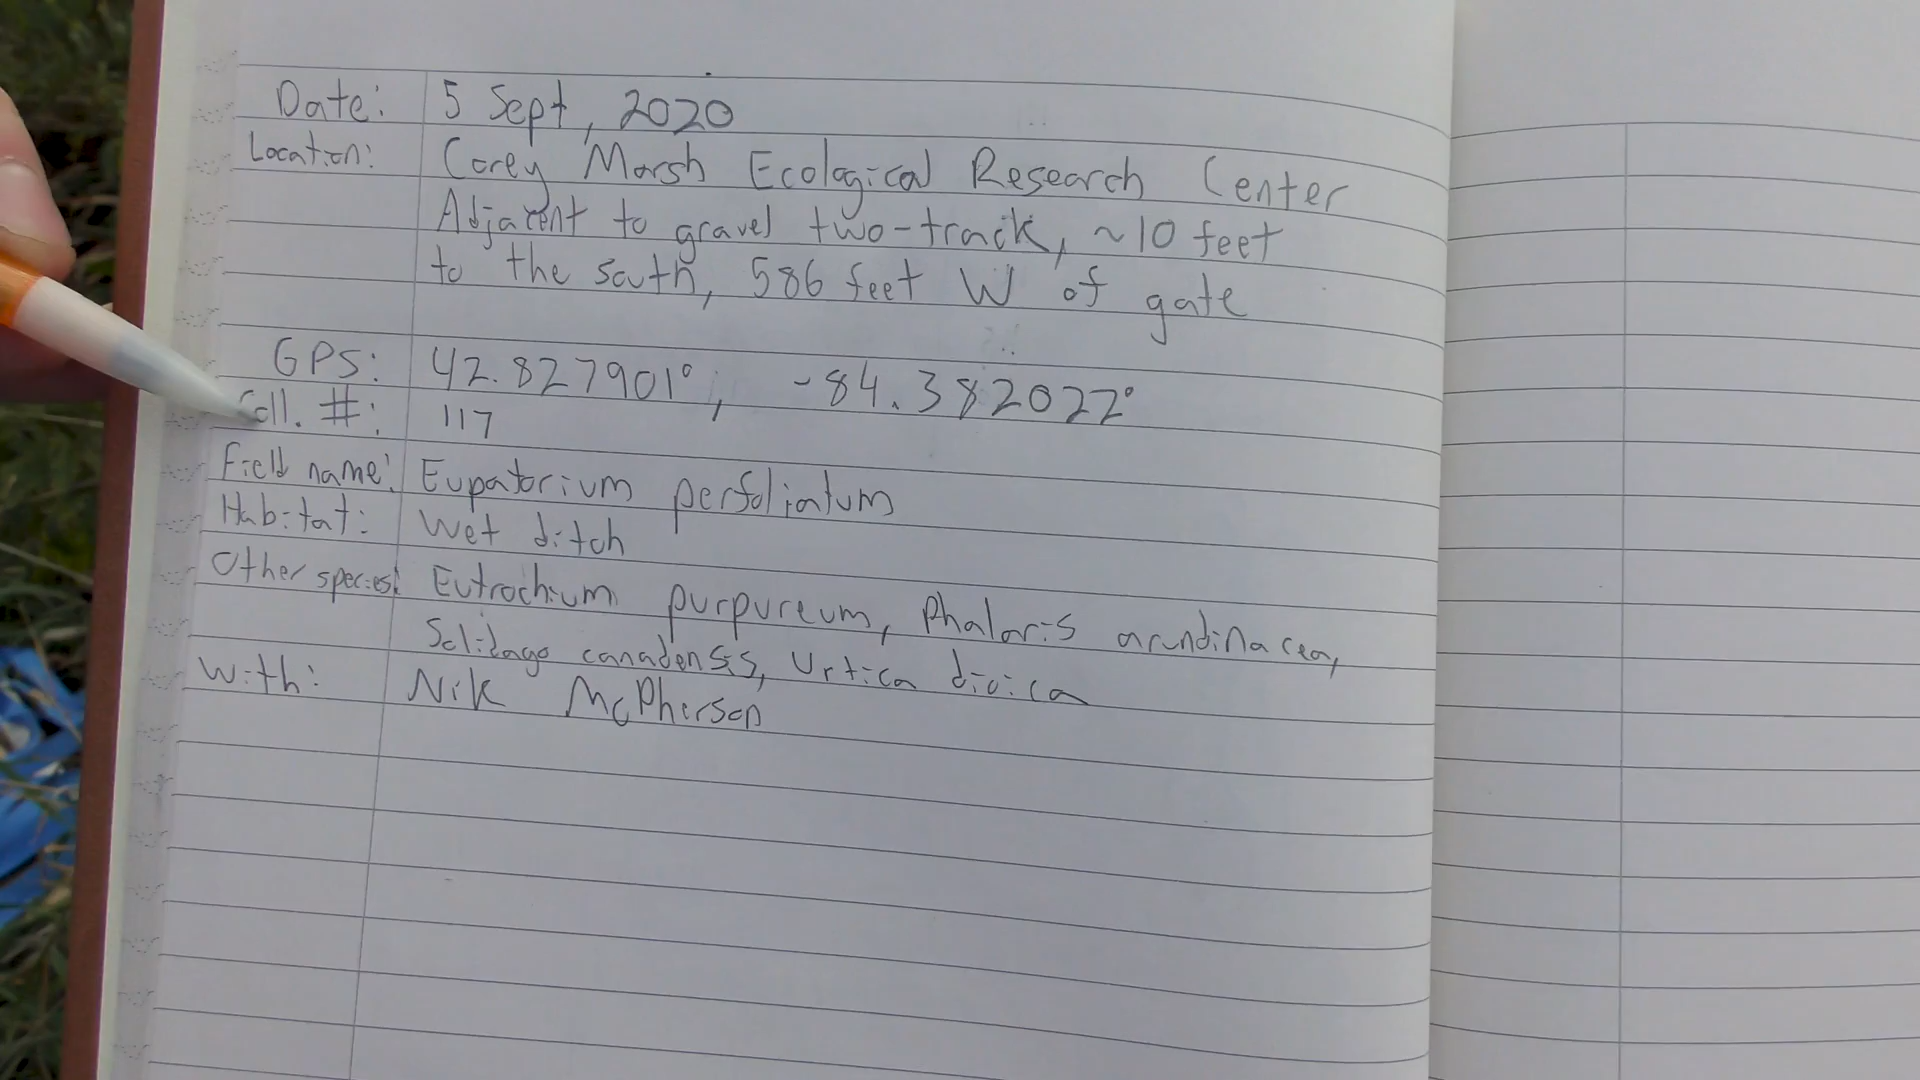 Date: 5 Sept, 2020
Location: Corey Marsh Ecological Research Center
Adjacent to gravel two-track, ~10 feet
to the south, 586 feet W of gate
GPS: 42.827901°, -84.382022°
Coll. #: 117
Field name: Eupatorium perfoliatum
Habitat: Wet ditch
Other species: Eutrochium purpureum, Phalaris arundinacea,
Solidago canadensis, Urtica dioica
With: Nik McPherson